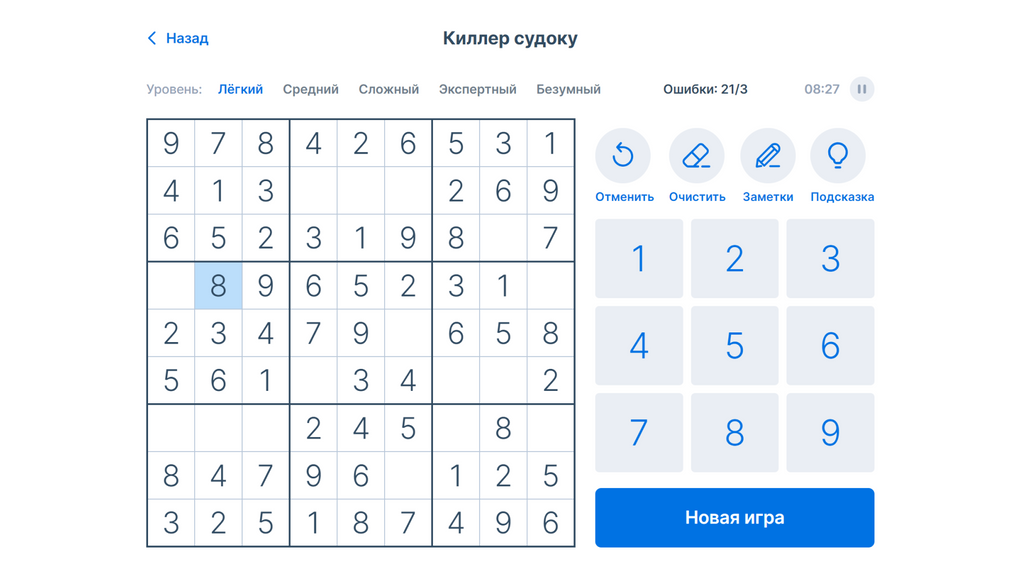 Назад
Киллер судоку
Уровень: Лёгкий Средний Сложный Экспертный Безумный Ошибки: 21/3 08:27
9 7 8 4 2 6 5 3 1
4 1 3 2 6 9
6 5 2 3 1 9 8 7
8 9 6 5 2 3 1
2 3 4 7 9 6 5 8
5 6 1 3 4 2
2 4 5 8
8 4 7 9 6 1 2 5
3 2 5 1 8 7 4 9 6
Отменить Очистить Заметки Подсказка
1 2 3
4 5 6
7 8 9
Новая игра